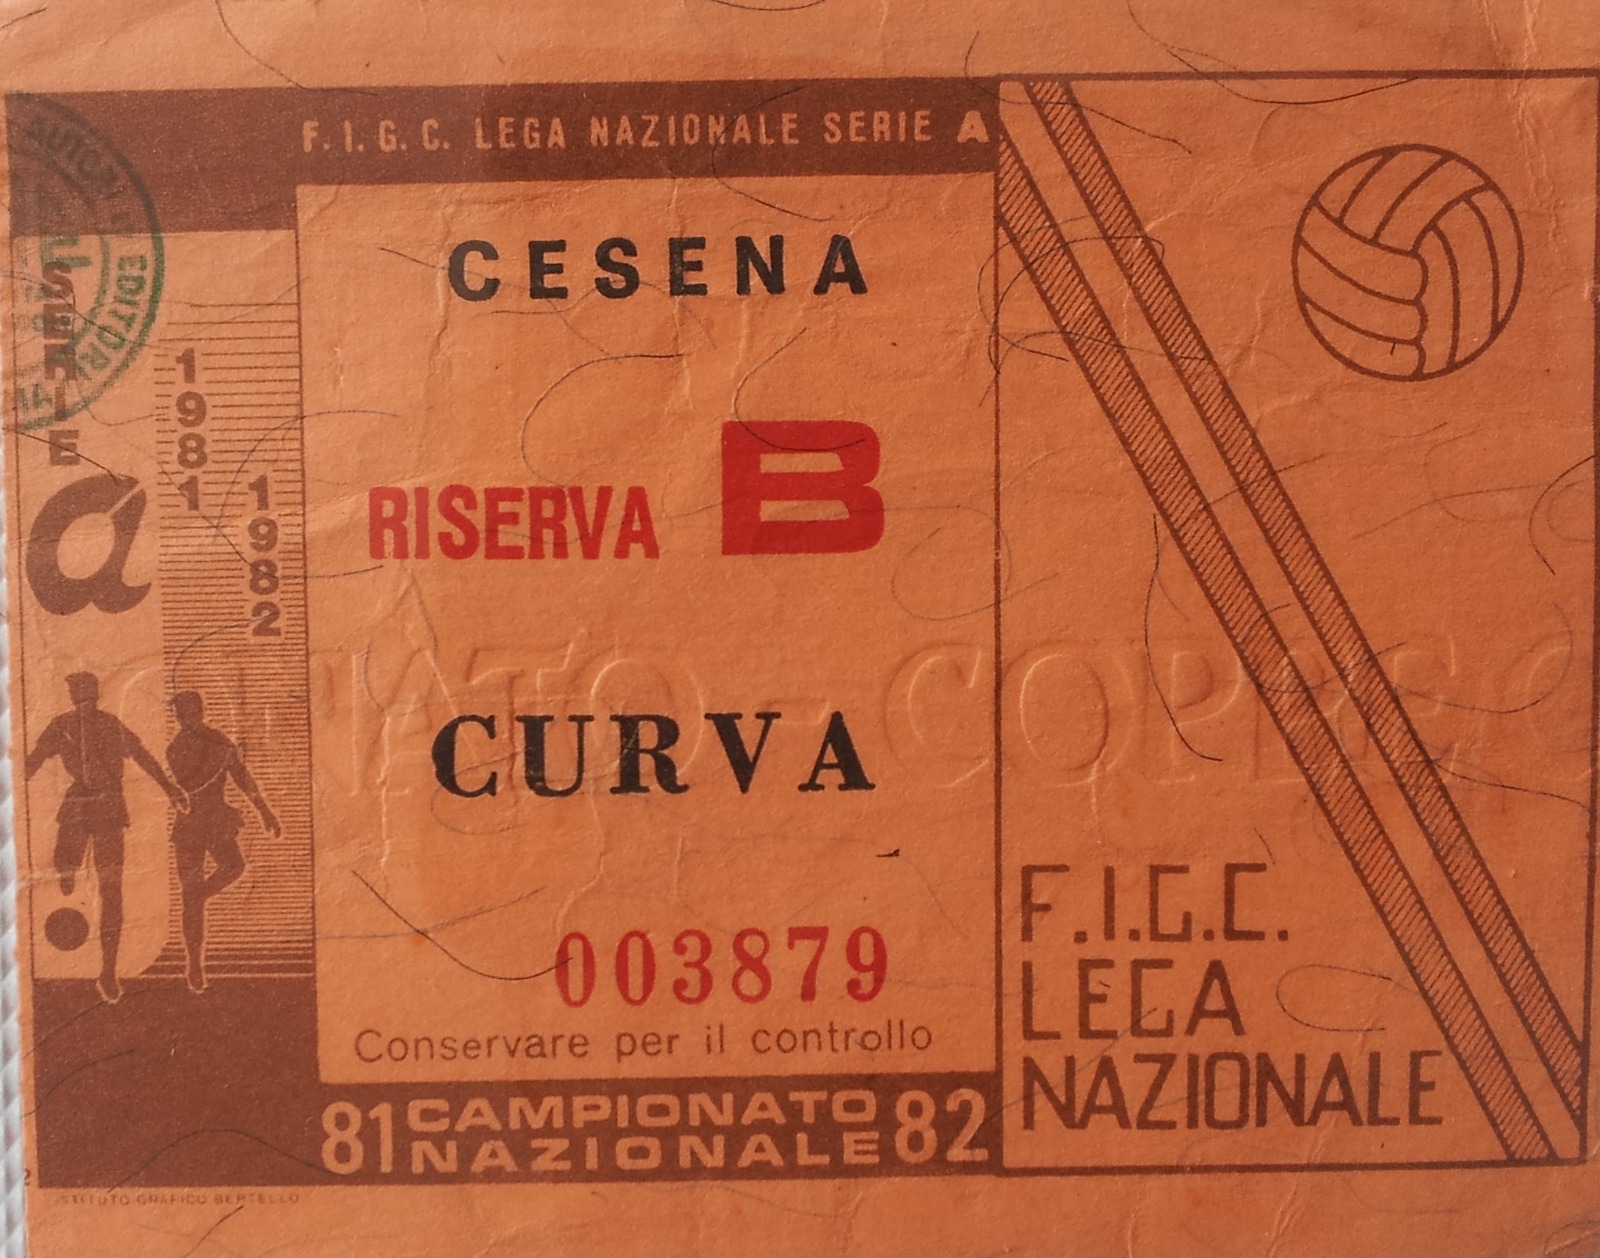 F.I.G.C. LEGA NAZIONALE SERIE A
SERIE
a
1981
1982
CESENA
RISERVA B
CURVA
003879
Conservare per il controllo
81 CAMPIONATO NAZIONALE 82
F.I.G.C.
LEGA
NAZIONALE
ISTITUTO GRAFICO BERTELLO